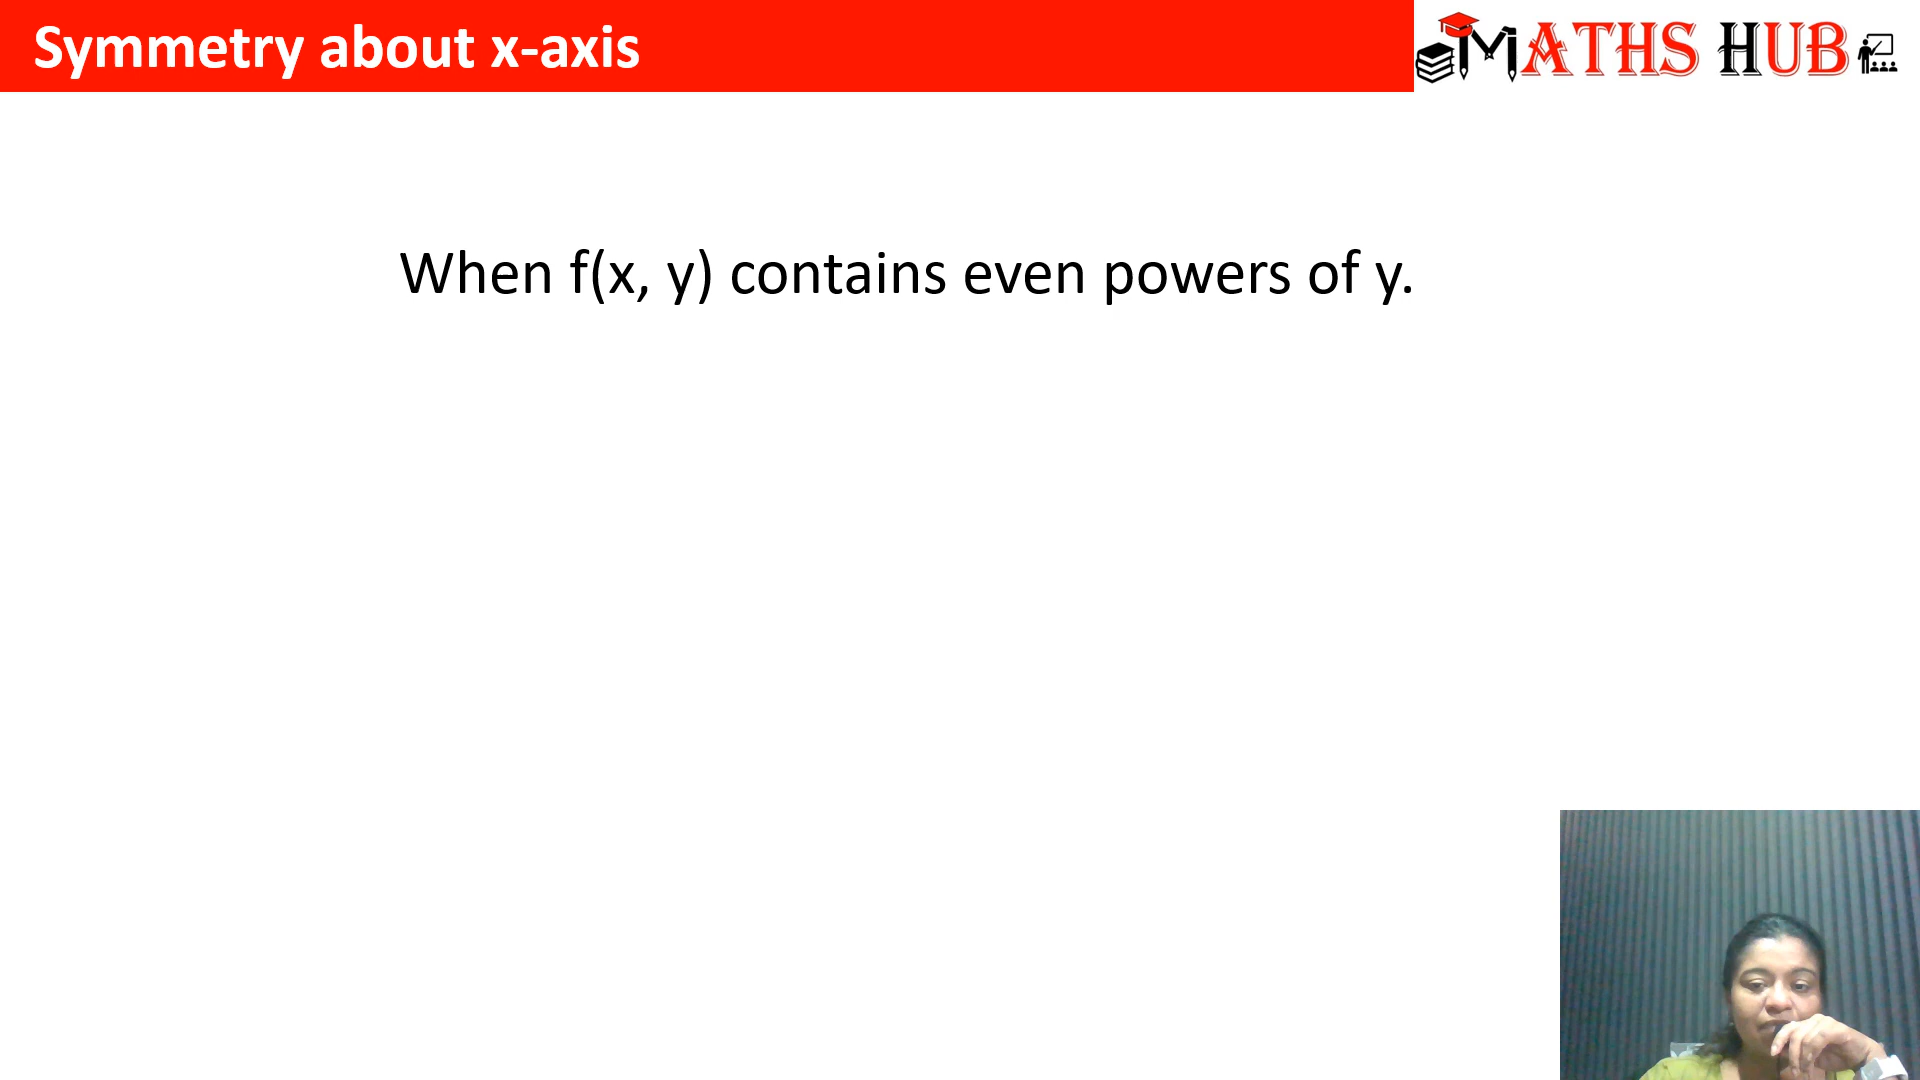 Symmetry about x-axis
MATHS HUB
When f(x, y) contains even powers of y.